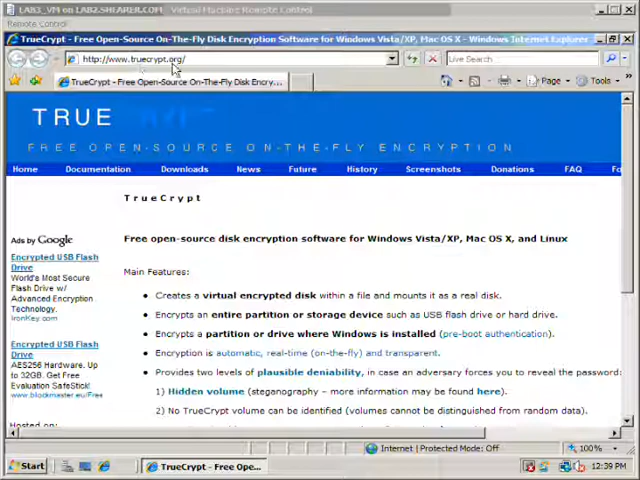 LAB3_VM on LAB2.SHEARER.COM - Virtual Machine Remote Control
Remote Control
TrueCrypt - Free Open-Source On-The-Fly Disk Encryption Software for Windows Vista/XP, Mac OS X, and Linux - Windows Internet Explorer
http://www.truecrypt.org/
Live Search
TrueCrypt - Free Open-Source On-The-Fly Disk Encry...
Page
Tools
TRUE
FREE OPEN-SOURCE ON-THE-FLY ENCRYPTION
Home Documentation Downloads News Future History Screenshots Donations FAQ Fo
TrueCrypt
Ads by Google
Free open-source disk encryption software for Windows Vista/XP, Mac OS X, and Linux
Encrypted USB Flash
Drive
World's Most Secure
Flash Drive w/
Advanced Encryption
Technology.
IronKey.com
Main Features:
• Creates a virtual encrypted disk within a file and mounts it as a real disk.
• Encrypts an entire partition or storage device such as USB flash drive or hard drive.
• Encrypts a partition or drive where Windows is installed (pre-boot authentication).
Encrypted USB Flash
Drive
AES256 Hardware. Up
to 32GB. Get Free
Evaluation SafeStick!
www.blockmaster.eu/Free
• Encryption is automatic, real-time (on-the-fly) and transparent.
• Provides two levels of plausible deniability, in case an adversary forces you to reveal the password:
1) Hidden volume (steganography – more information may be found here).
2) No TrueCrypt volume can be identified (volumes cannot be distinguished from random data).
Hosted on:
Internet | Protected Mode: Off
100%
Start
TrueCrypt - Free Ope...
12:39 PM